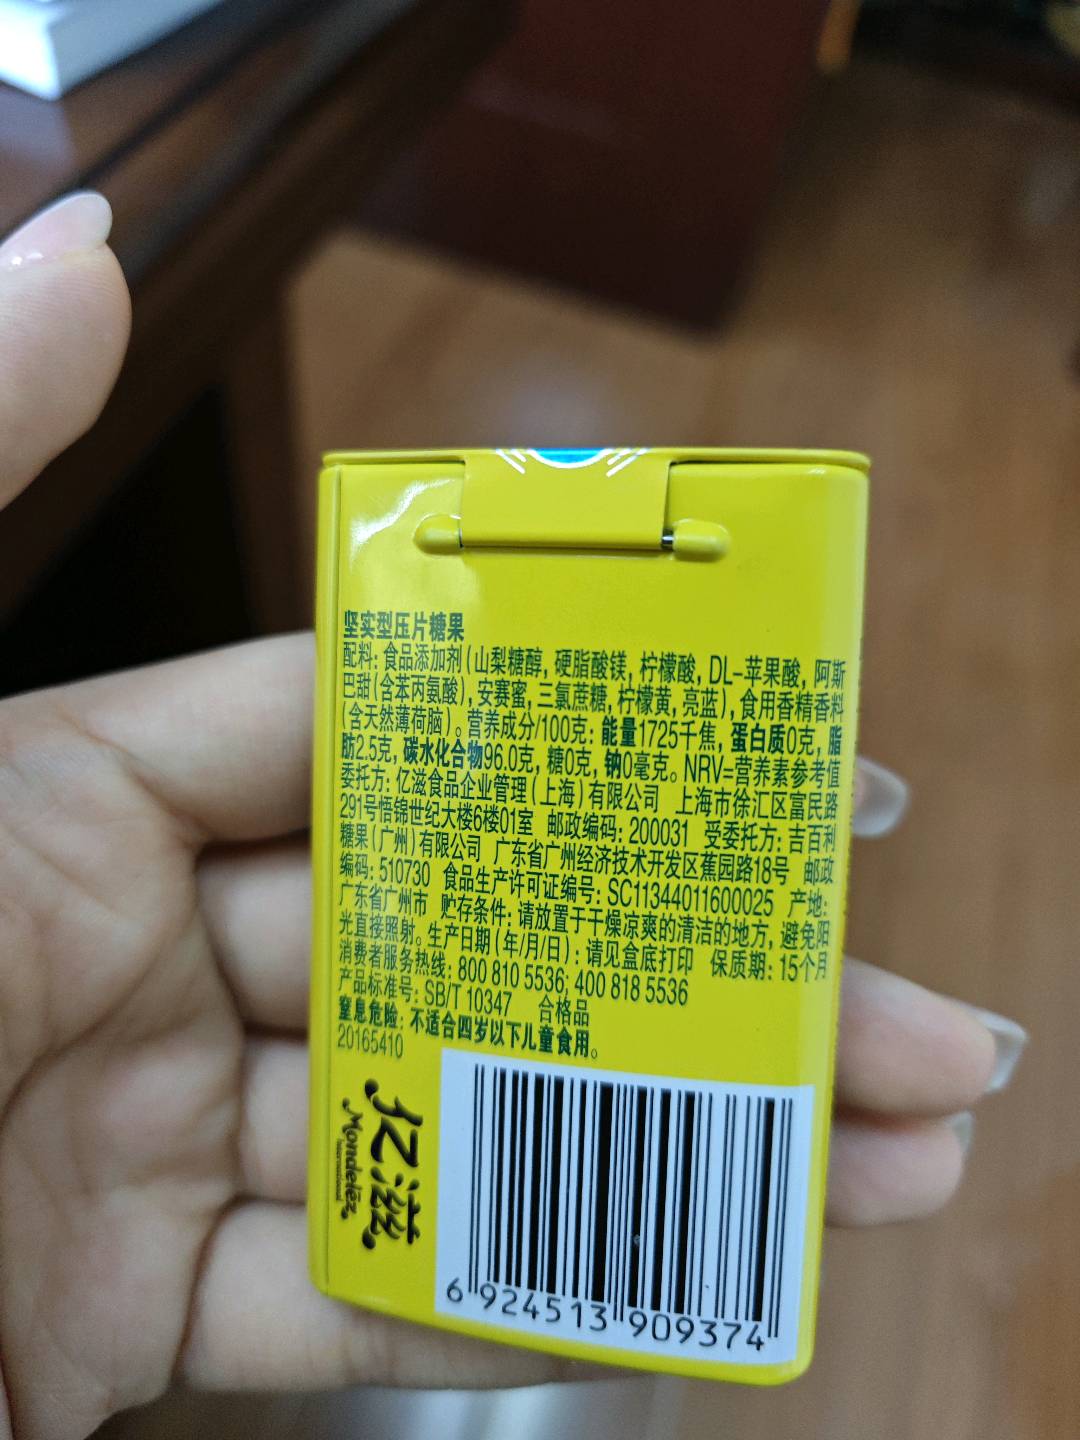 坚实型压片糖果
配料: 食品添加剂(山梨糖醇, 硬脂酸镁, 柠檬酸, DL-苹果酸, 阿斯
巴甜(含苯丙氨酸), 安赛蜜, 三氯蔗糖, 柠檬黄, 亮蓝), 食用香精香料
(含天然薄荷脑)。营养成分/100克: 能量1725千焦, 蛋白质0克, 脂
肪2.5克, 碳水化合物96.0克, 糖0克, 钠0毫克。NRV=营养素参考值
委托方: 亿滋食品企业管理(上海)有限公司 上海市徐汇区富民路
291号悟锦世纪大楼6楼01室 邮政编码: 200031 受委托方: 吉百利
糖果(广州)有限公司 广东省广州经济技术开发区蕉园路18号 邮政
编码: 510730 食品生产许可证编号: SC11344011600025 产地:
广东省广州市 贮存条件: 请放置于干燥凉爽的清洁的地方, 避免阳
光直接照射。生产日期(年/月/日): 请见盒底打印 保质期: 15个月
消费者服务热线: 800 810 5536; 400 818 5536
产品标准号: SB/T 10347 合格品
窒息危险: 不适合四岁以下儿童食用。
20165410
亿滋
Mondelēz
International
6 924513 909374